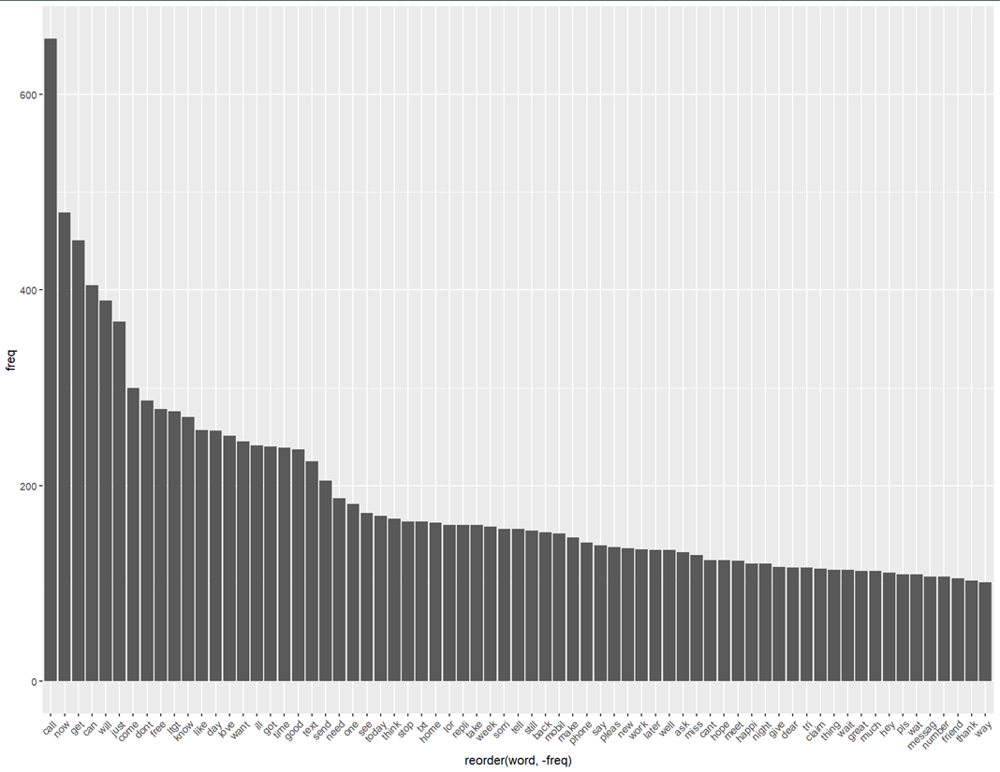 600
400
200
0
freq
call now get can will just come dont free ltgt know like day love want ill got time good text send need one see today think stop txt home lor repli take week sorri tell still back mobil make phone say pleas new work later well ask miss cant hope meet happi night give dear tri claim thing wait great much hey pls wat messag number friend thank way
reorder(word, -freq)